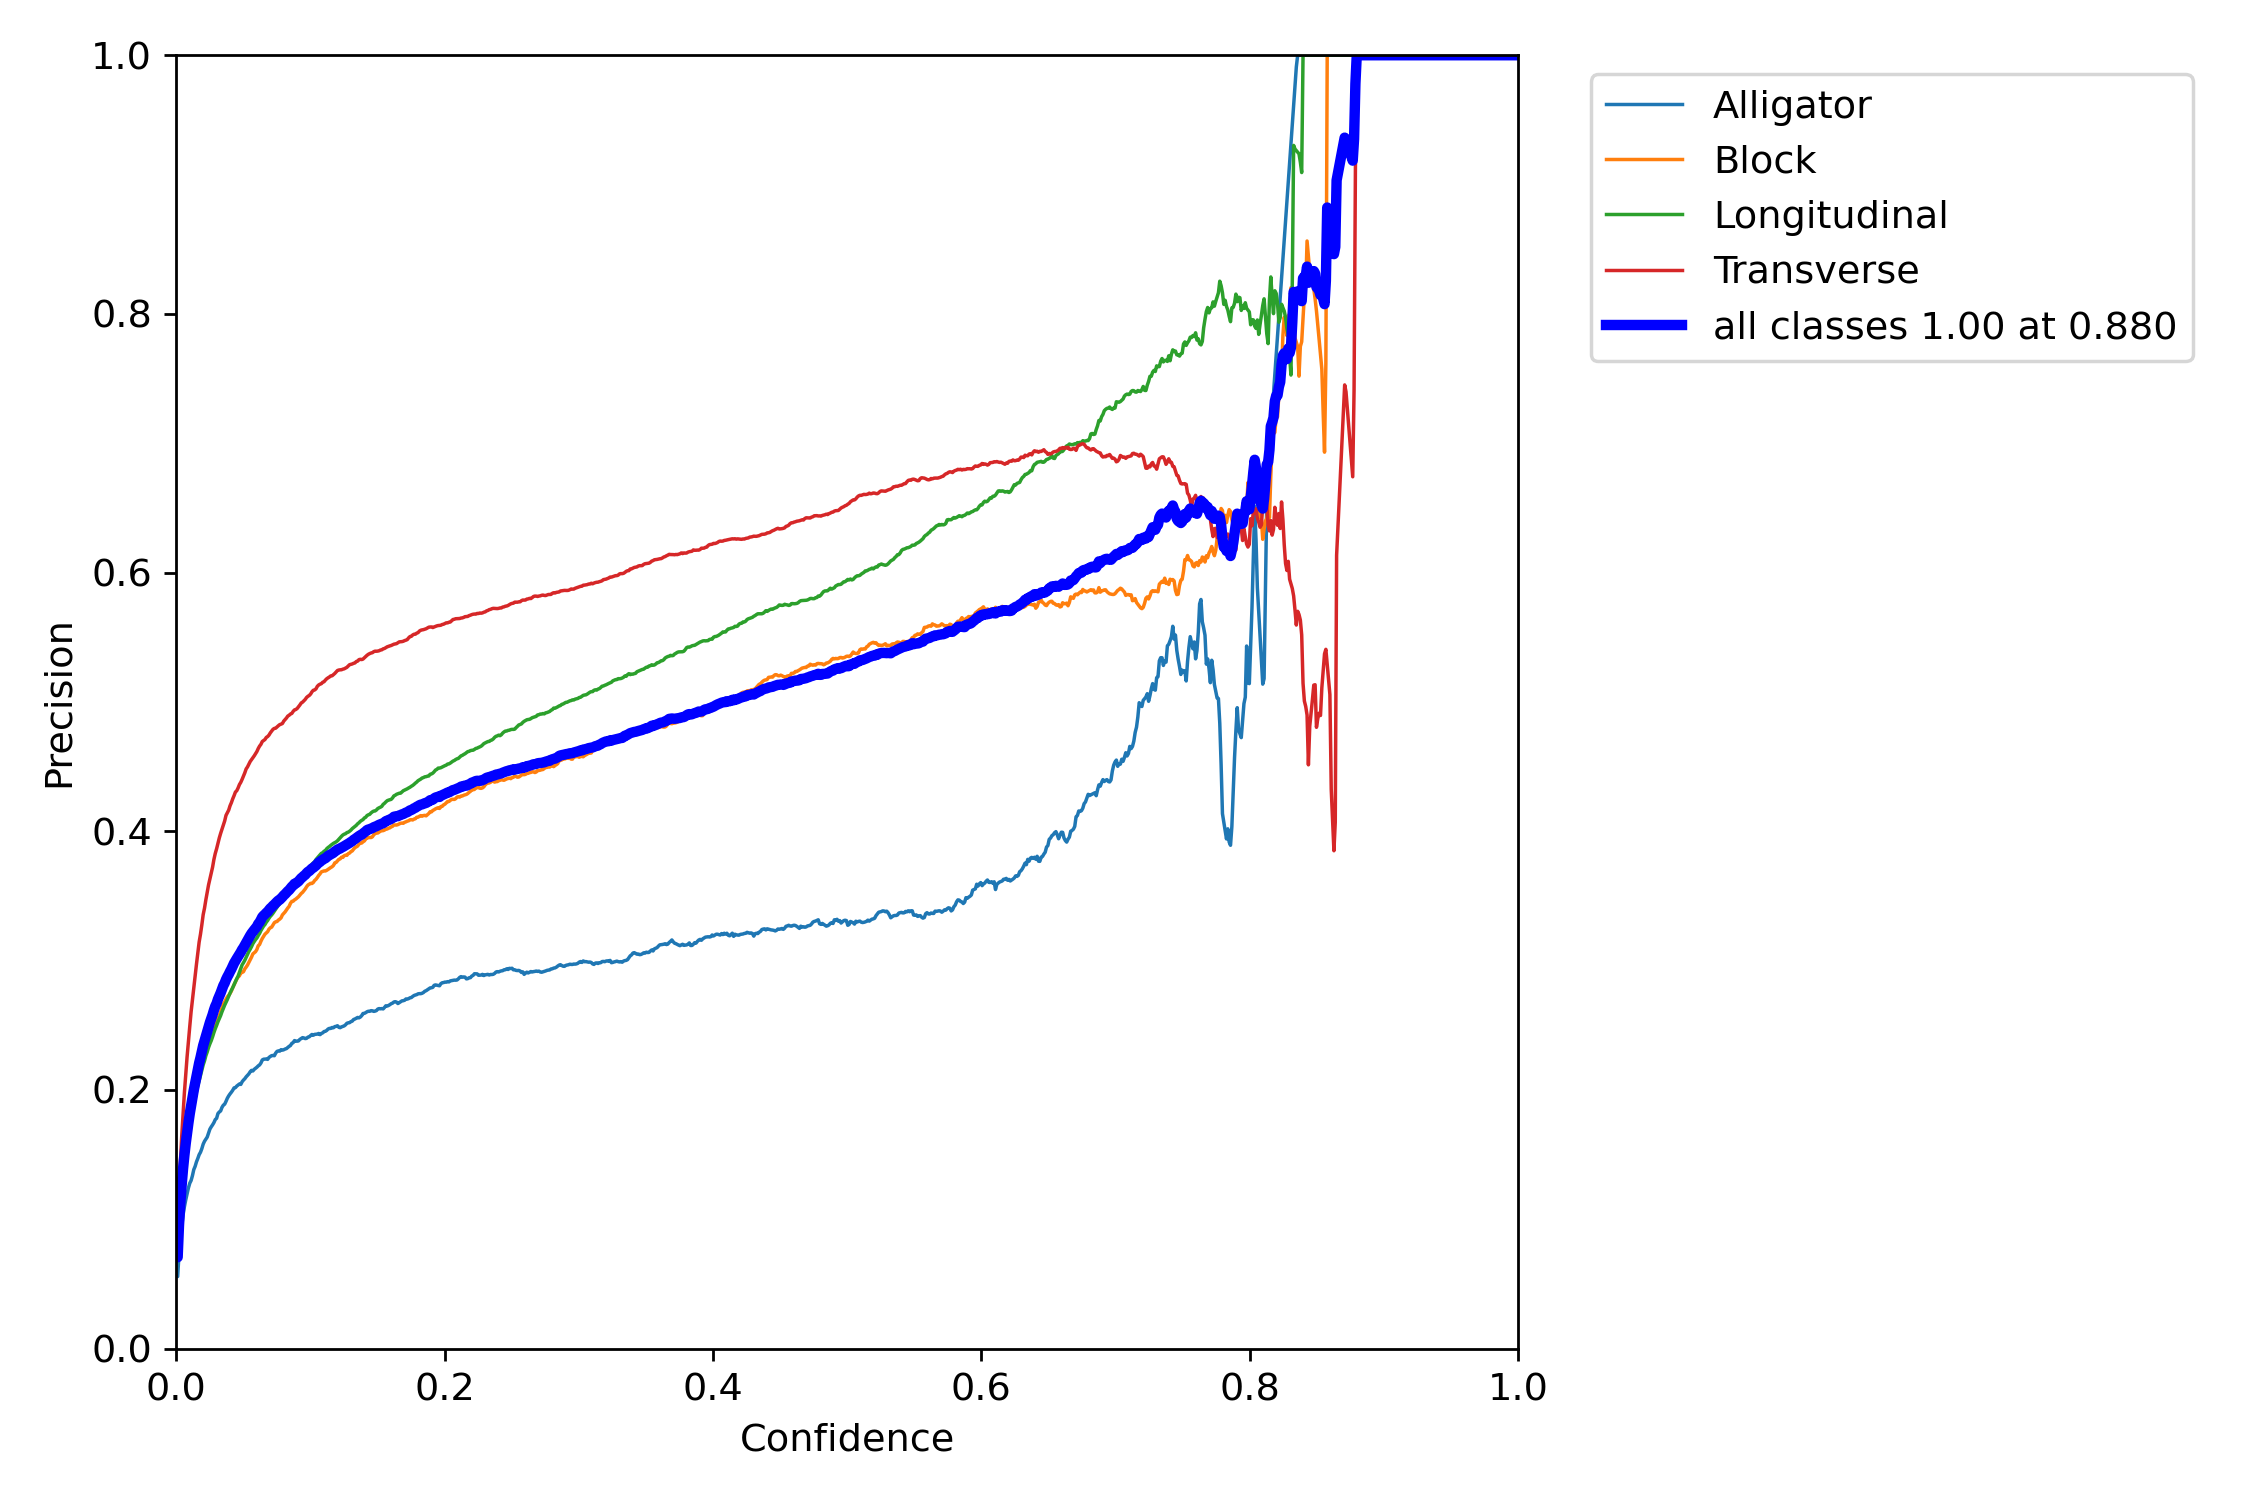 1.0
0.8
0.6
0.4
0.2
0.0
0.0 0.2 0.4 0.6 0.8 1.0
Precision
Confidence
Alligator
Block
Longitudinal
Transverse
all classes 1.00 at 0.880